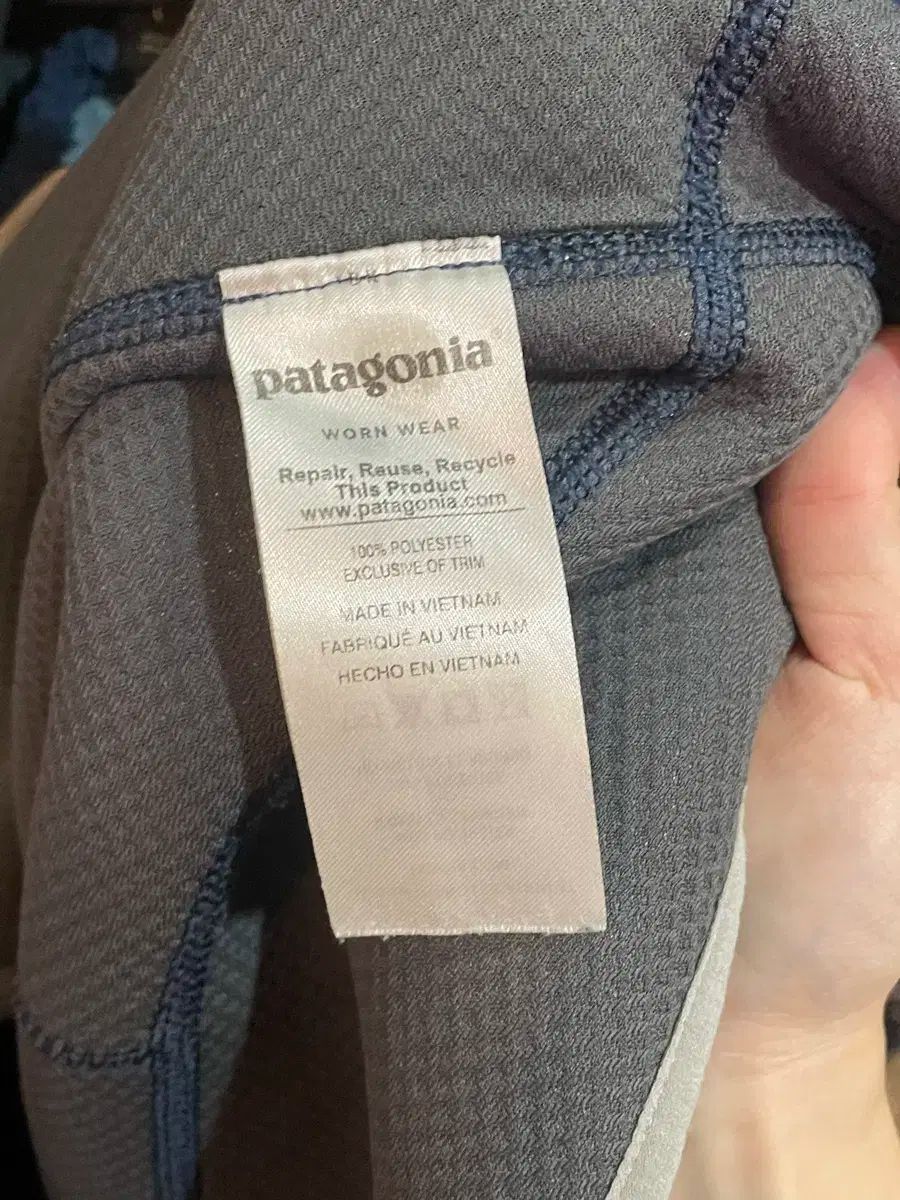 patagonia
WORN WEAR
Repair, Reuse, Recycle
This Product
www.patagonia.com
100% POLYESTER
EXCLUSIVE OF TRIM
MADE IN VIETNAM
FABRIQUÉ AU VIETNAM
HECHO EN VIETNAM